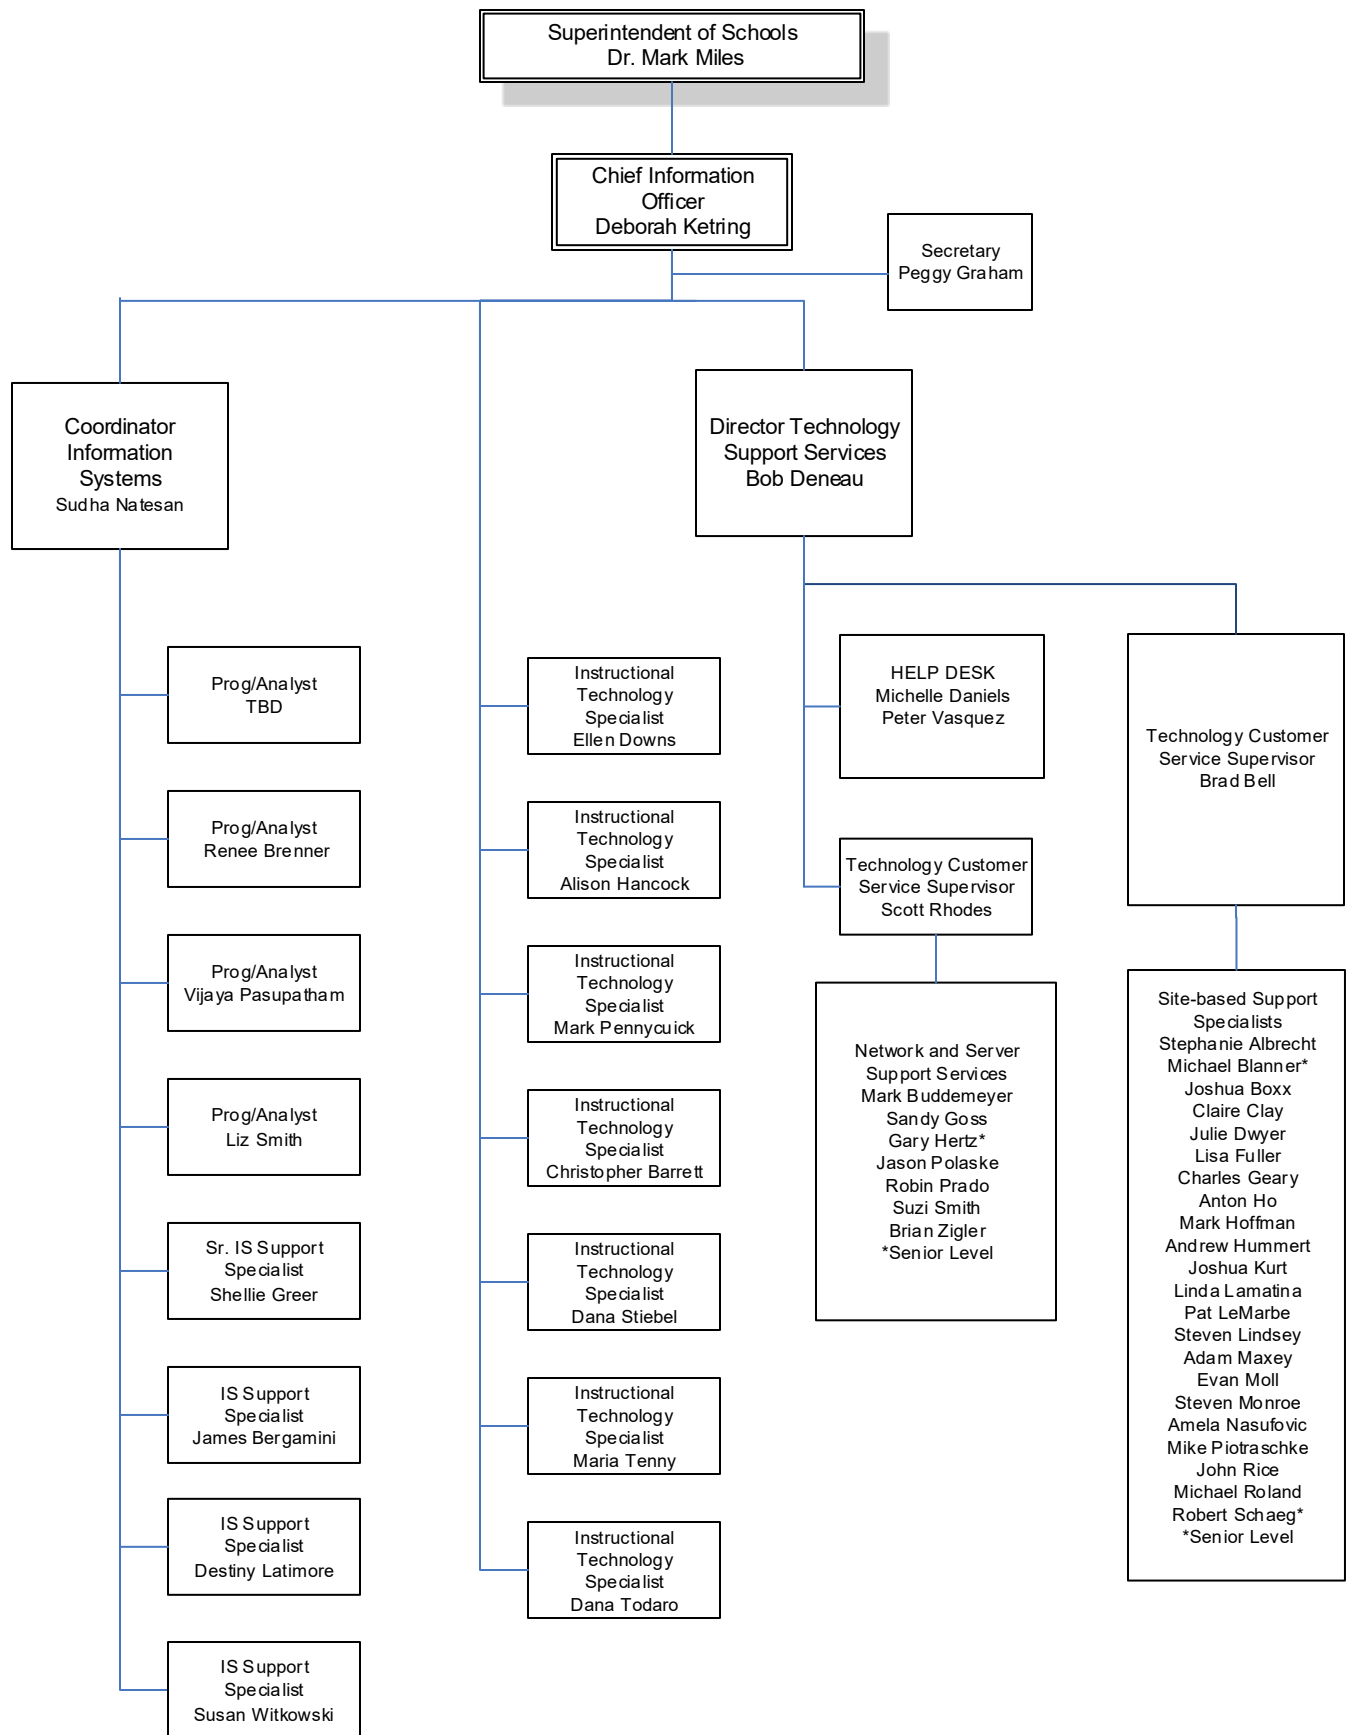 Superintendent of Schools
Dr. Mark Miles
Chief Information
Officer
Deborah Ketring
Secretary
Peggy Graham
Coordinator
Information
Systems
Sudha Natesan
Prog/Analyst
TBD
Prog/Analyst
Renee Brenner
Prog/Analyst
Vijaya Pasupatham
Prog/Analyst
Liz Smith
Sr. IS Support
Specialist
Shellie Greer
IS Support
Specialist
James Bergamini
IS Support
Specialist
Destiny Latimore
IS Support
Specialist
Susan Witkowski
Instructional
Technology
Specialist
Ellen Downs
Instructional
Technology
Specialist
Alison Hancock
Instructional
Technology
Specialist
Mark Pennycuick
Instructional
Technology
Specialist
Christopher Barrett
Instructional
Technology
Specialist
Dana Stiebel
Instructional
Technology
Specialist
Maria Tenny
Instructional
Technology
Specialist
Dana Todaro
Director Technology
Support Services
Bob Deneau
HELP DESK
Michelle Daniels
Peter Vasquez
Technology Customer
Service Supervisor
Scott Rhodes
Network and Server
Support Services
Mark Buddemeyer
Sandy Goss
Gary Hertz*
Jason Polaske
Robin Prado
Suzi Smith
Brian Zigler
*Senior Level
Technology Customer
Service Supervisor
Brad Bell
Site-based Support
Specialists
Stephanie Albrecht
Michael Blanner*
Joshua Boxx
Claire Clay
Julie Dwyer
Lisa Fuller
Charles Geary
Anton Ho
Mark Hoffman
Andrew Hummert
Joshua Kurt
Linda Lamatina
Pat LeMarbe
Steven Lindsey
Adam Maxey
Evan Moll
Steven Monroe
Amela Nasufovic
Mike Piotraschke
John Rice
Michael Roland
Robert Schaeg*
*Senior Level